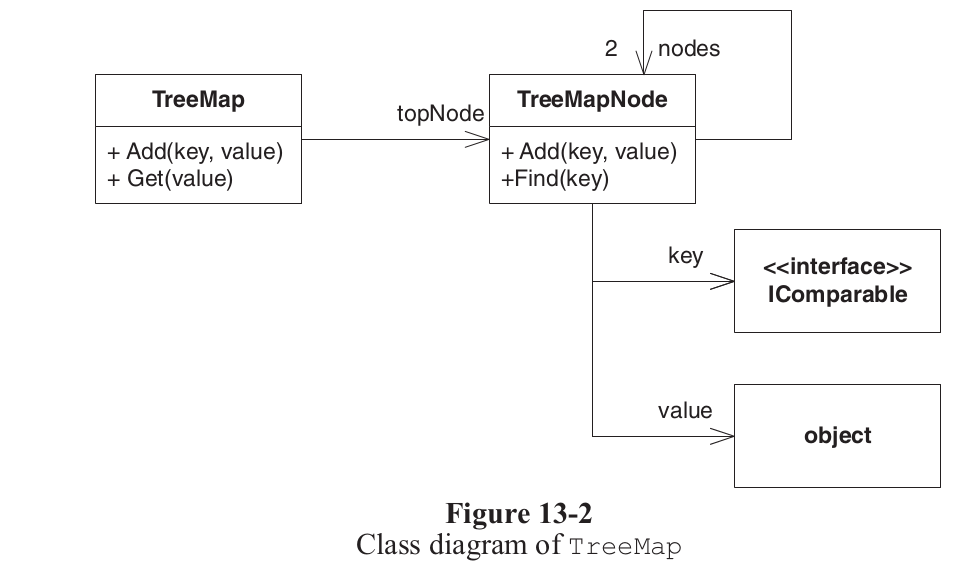 2 nodes
TreeMap
topNode
TreeMapNode
+ Add(key, value)
+ Get(value)
+ Add(key, value)
+Find(key)
key
<<interface>>
IComparable
value
object
Figure 13-2
Class diagram of TreeMap